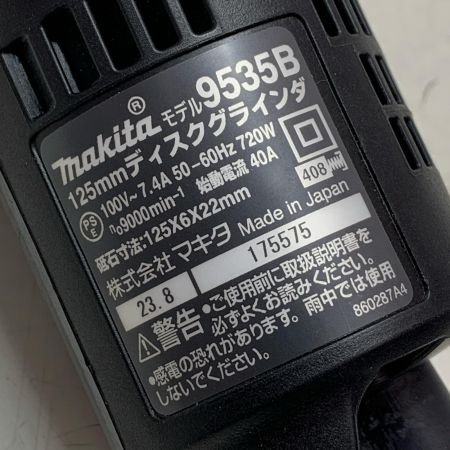 makita® モデル 9535B
125mmディスクグラインダ
PS E 100V~7.4A 50-60Hz 720W
n₀9000min⁻¹ 始動電流 40A
408
砥石寸法:125X6X22mm
株式会社 マキタ Made in Japan
23.8 175575
警告 •ご使用前に取扱説明書を必ずよくお読みください。
•感電の恐れがあります。雨中では使用しないでください。
860287A4